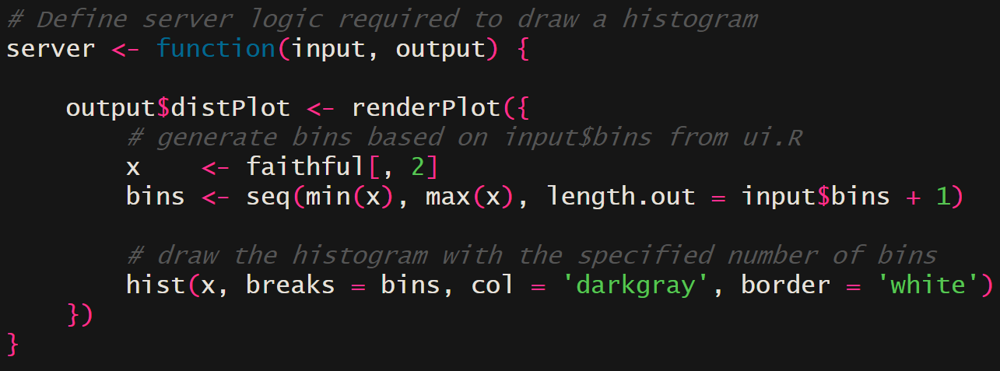 # Define server logic required to draw a histogram
server <- function(input, output) {

    output$distPlot <- renderPlot({
        # generate bins based on input$bins from ui.R
        x    <- faithful[, 2]
        bins <- seq(min(x), max(x), length.out = input$bins + 1)

        # draw the histogram with the specified number of bins
        hist(x, breaks = bins, col = 'darkgray', border = 'white')
    })
}